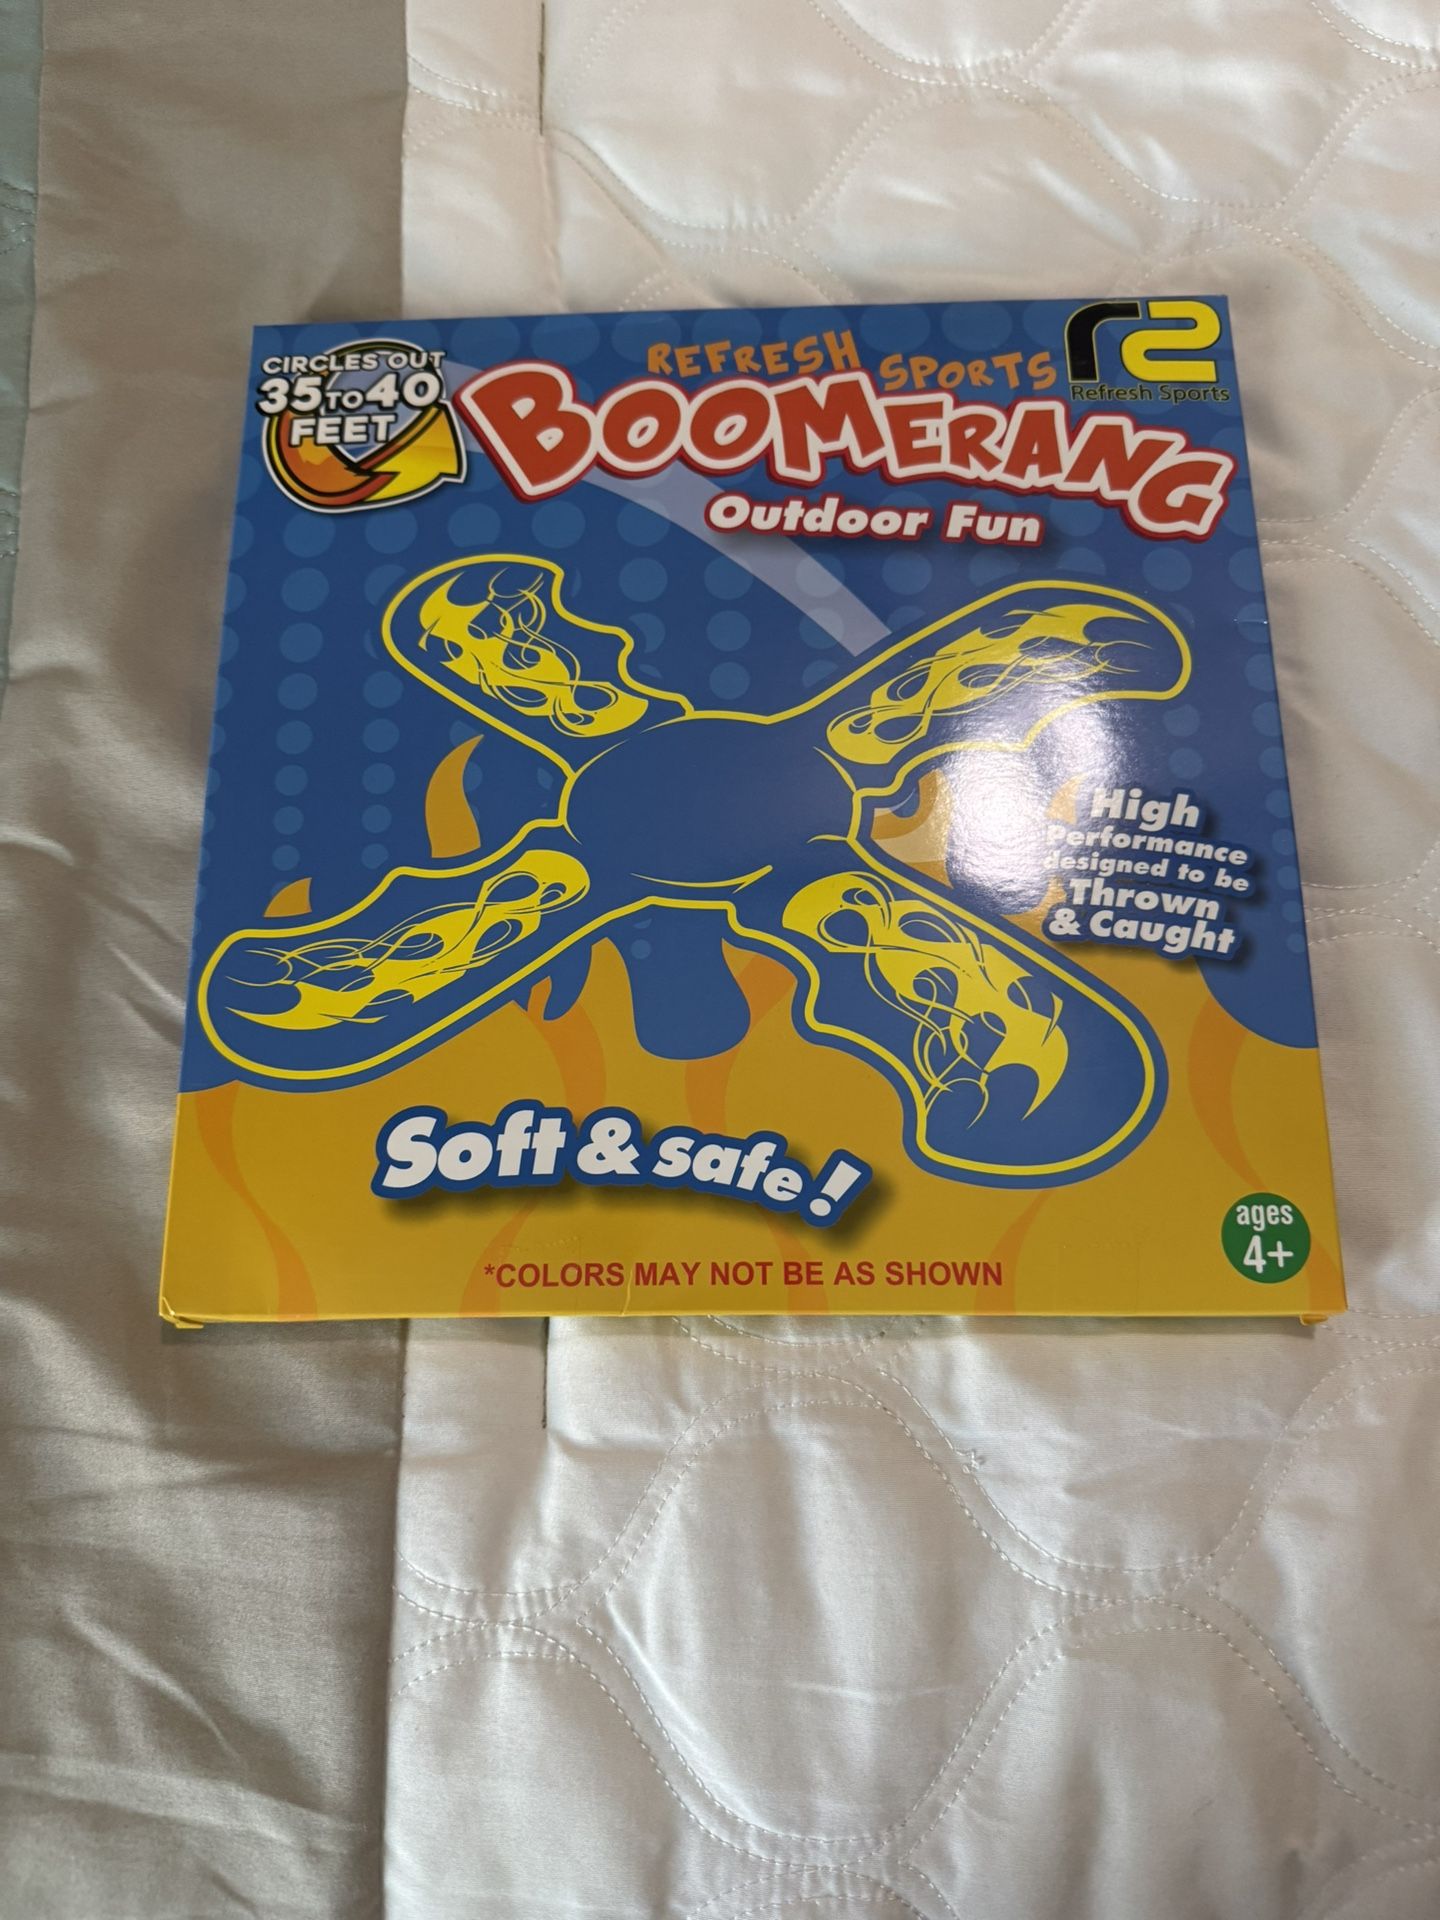 CIRCLES OUT
35 TO 40
FEET
REFRESH SPORTS
r2
Refresh Sports
BOOMERANG
Outdoor Fun
High
Performance
designed to be
Thrown
& Caught
Soft & safe!
ages
4+
*COLORS MAY NOT BE AS SHOWN